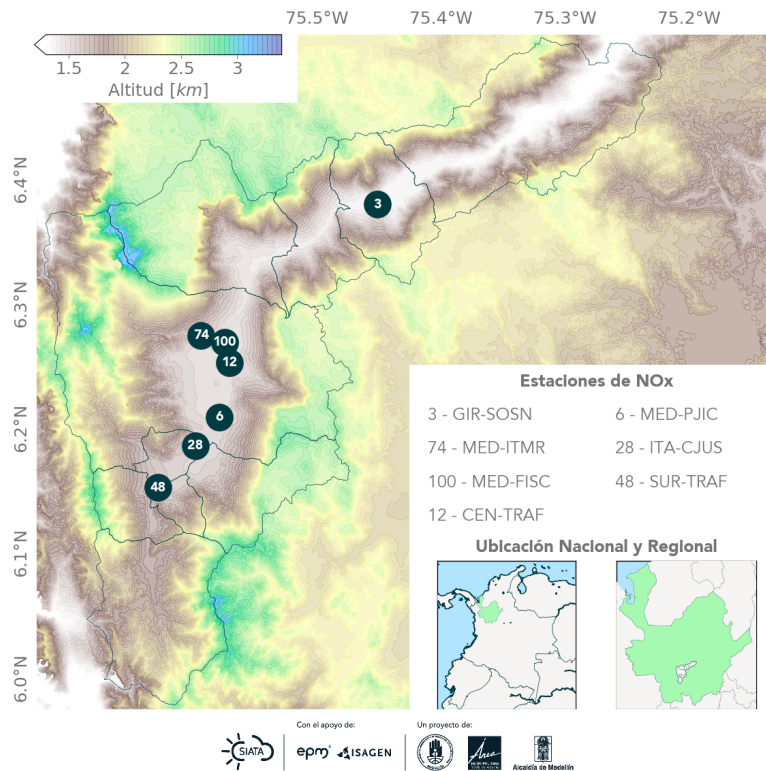 75.5°W 75.4°W 75.3°W 75.2°W
1.5 2 2.5 3
Altitud [km]
6.4°N
6.3°N
6.2°N
6.1°N
6.0°N
3
74
100
12
6
28
48
Estaciones de NOx
3 - GIR-SOSN 6 - MED-PJIC
74 - MED-ITMR 28 - ITA-CJUS
100 - MED-FISC 48 - SUR-TRAF
12 - CEN-TRAF
Ubicación Nacional y Regional
Con el apoyo de: Un proyecto de:
SIATA epm ISAGEN Área
Alcaldía de Medellín